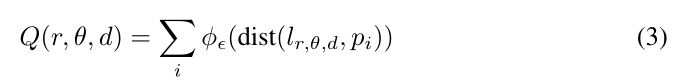 Q(r, θ, d) = ∑_i ϕ_ϵ(dist(l_{r,θ,d}, p_i)) (3)